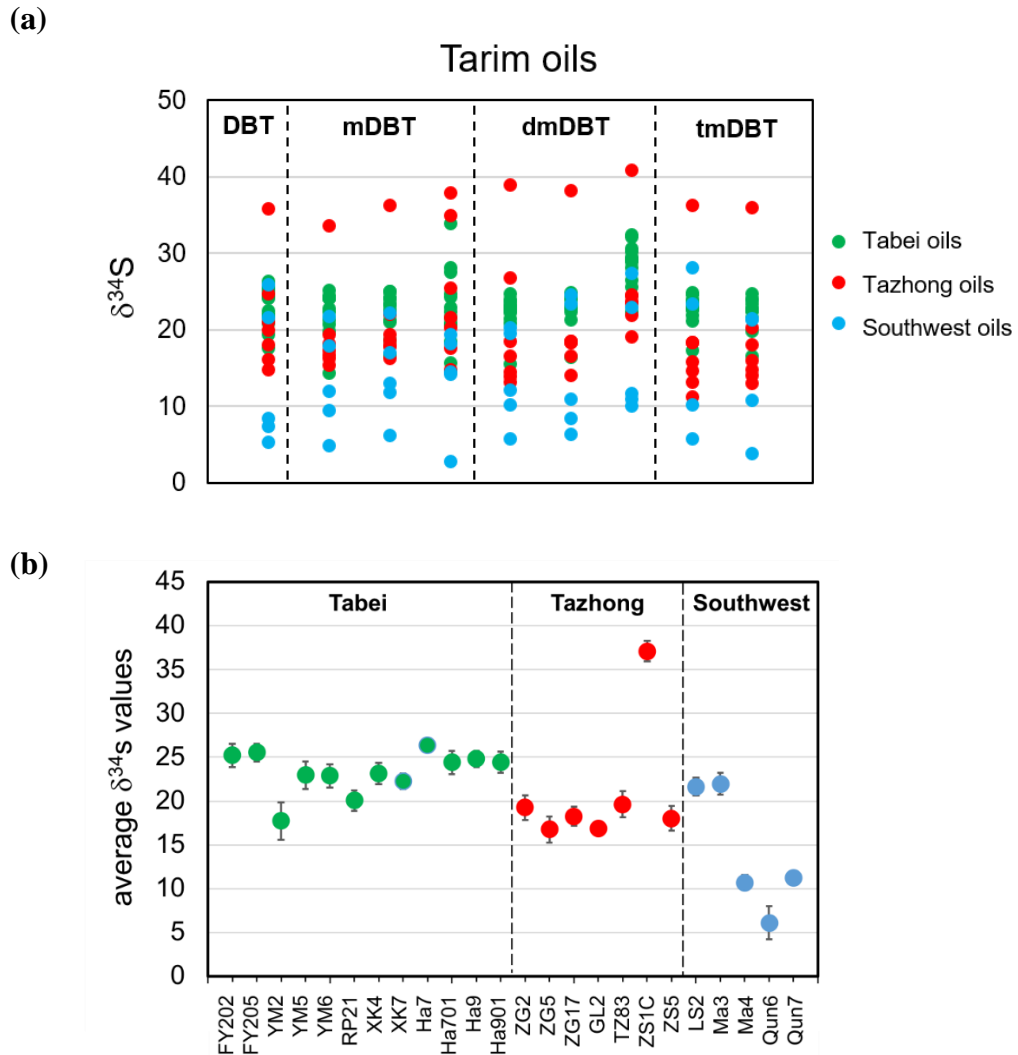 (a)
Tarim oils
DBT mDBT dmDBT tmDBT
50
40
30
20
10
0
δ³⁴S
Tabei oils
Tazhong oils
Southwest oils
(b)
Tabei Tazhong Southwest
45
40
35
30
25
20
15
10
5
0
average δ³⁴s values
FY202
FY205
YM2
YM5
YM6
RP21
XK4
XK7
Ha7
Ha701
Ha9
Ha901
ZG2
ZG5
ZG17
GL2
TZ83
ZS1C
ZS5
LS2
Ma3
Ma4
Qun6
Qun7